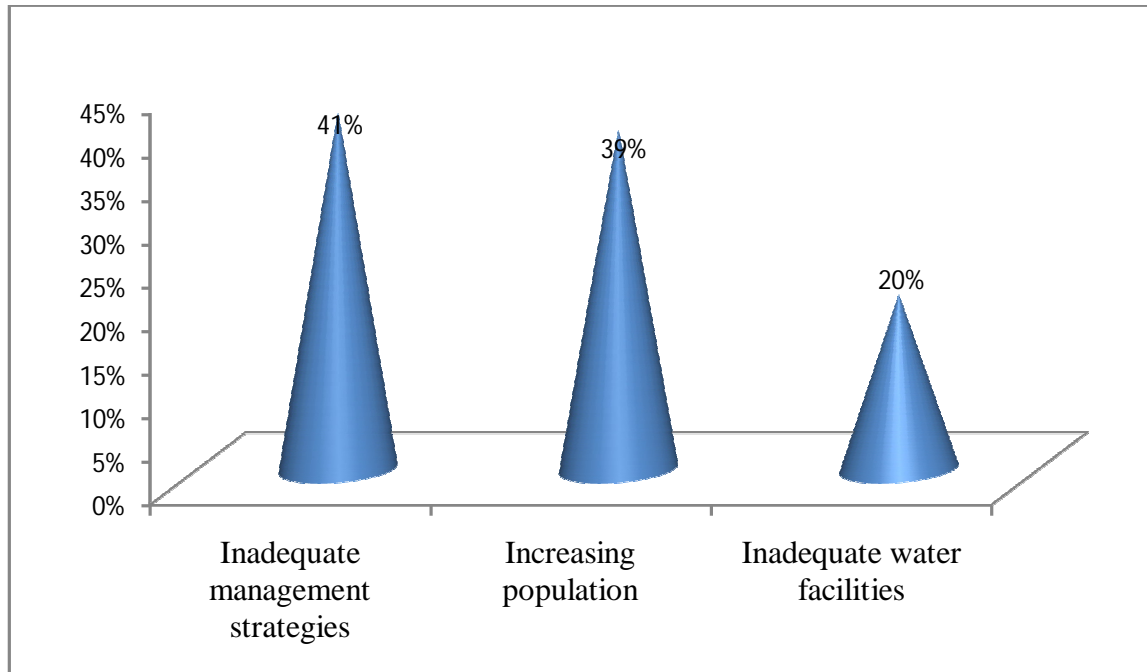 45%
40%
35%
30%
25%
20%
15%
10%
5%
0%
41%
39%
20%
Inadequate
management
strategies
Increasing
population
Inadequate water
facilities